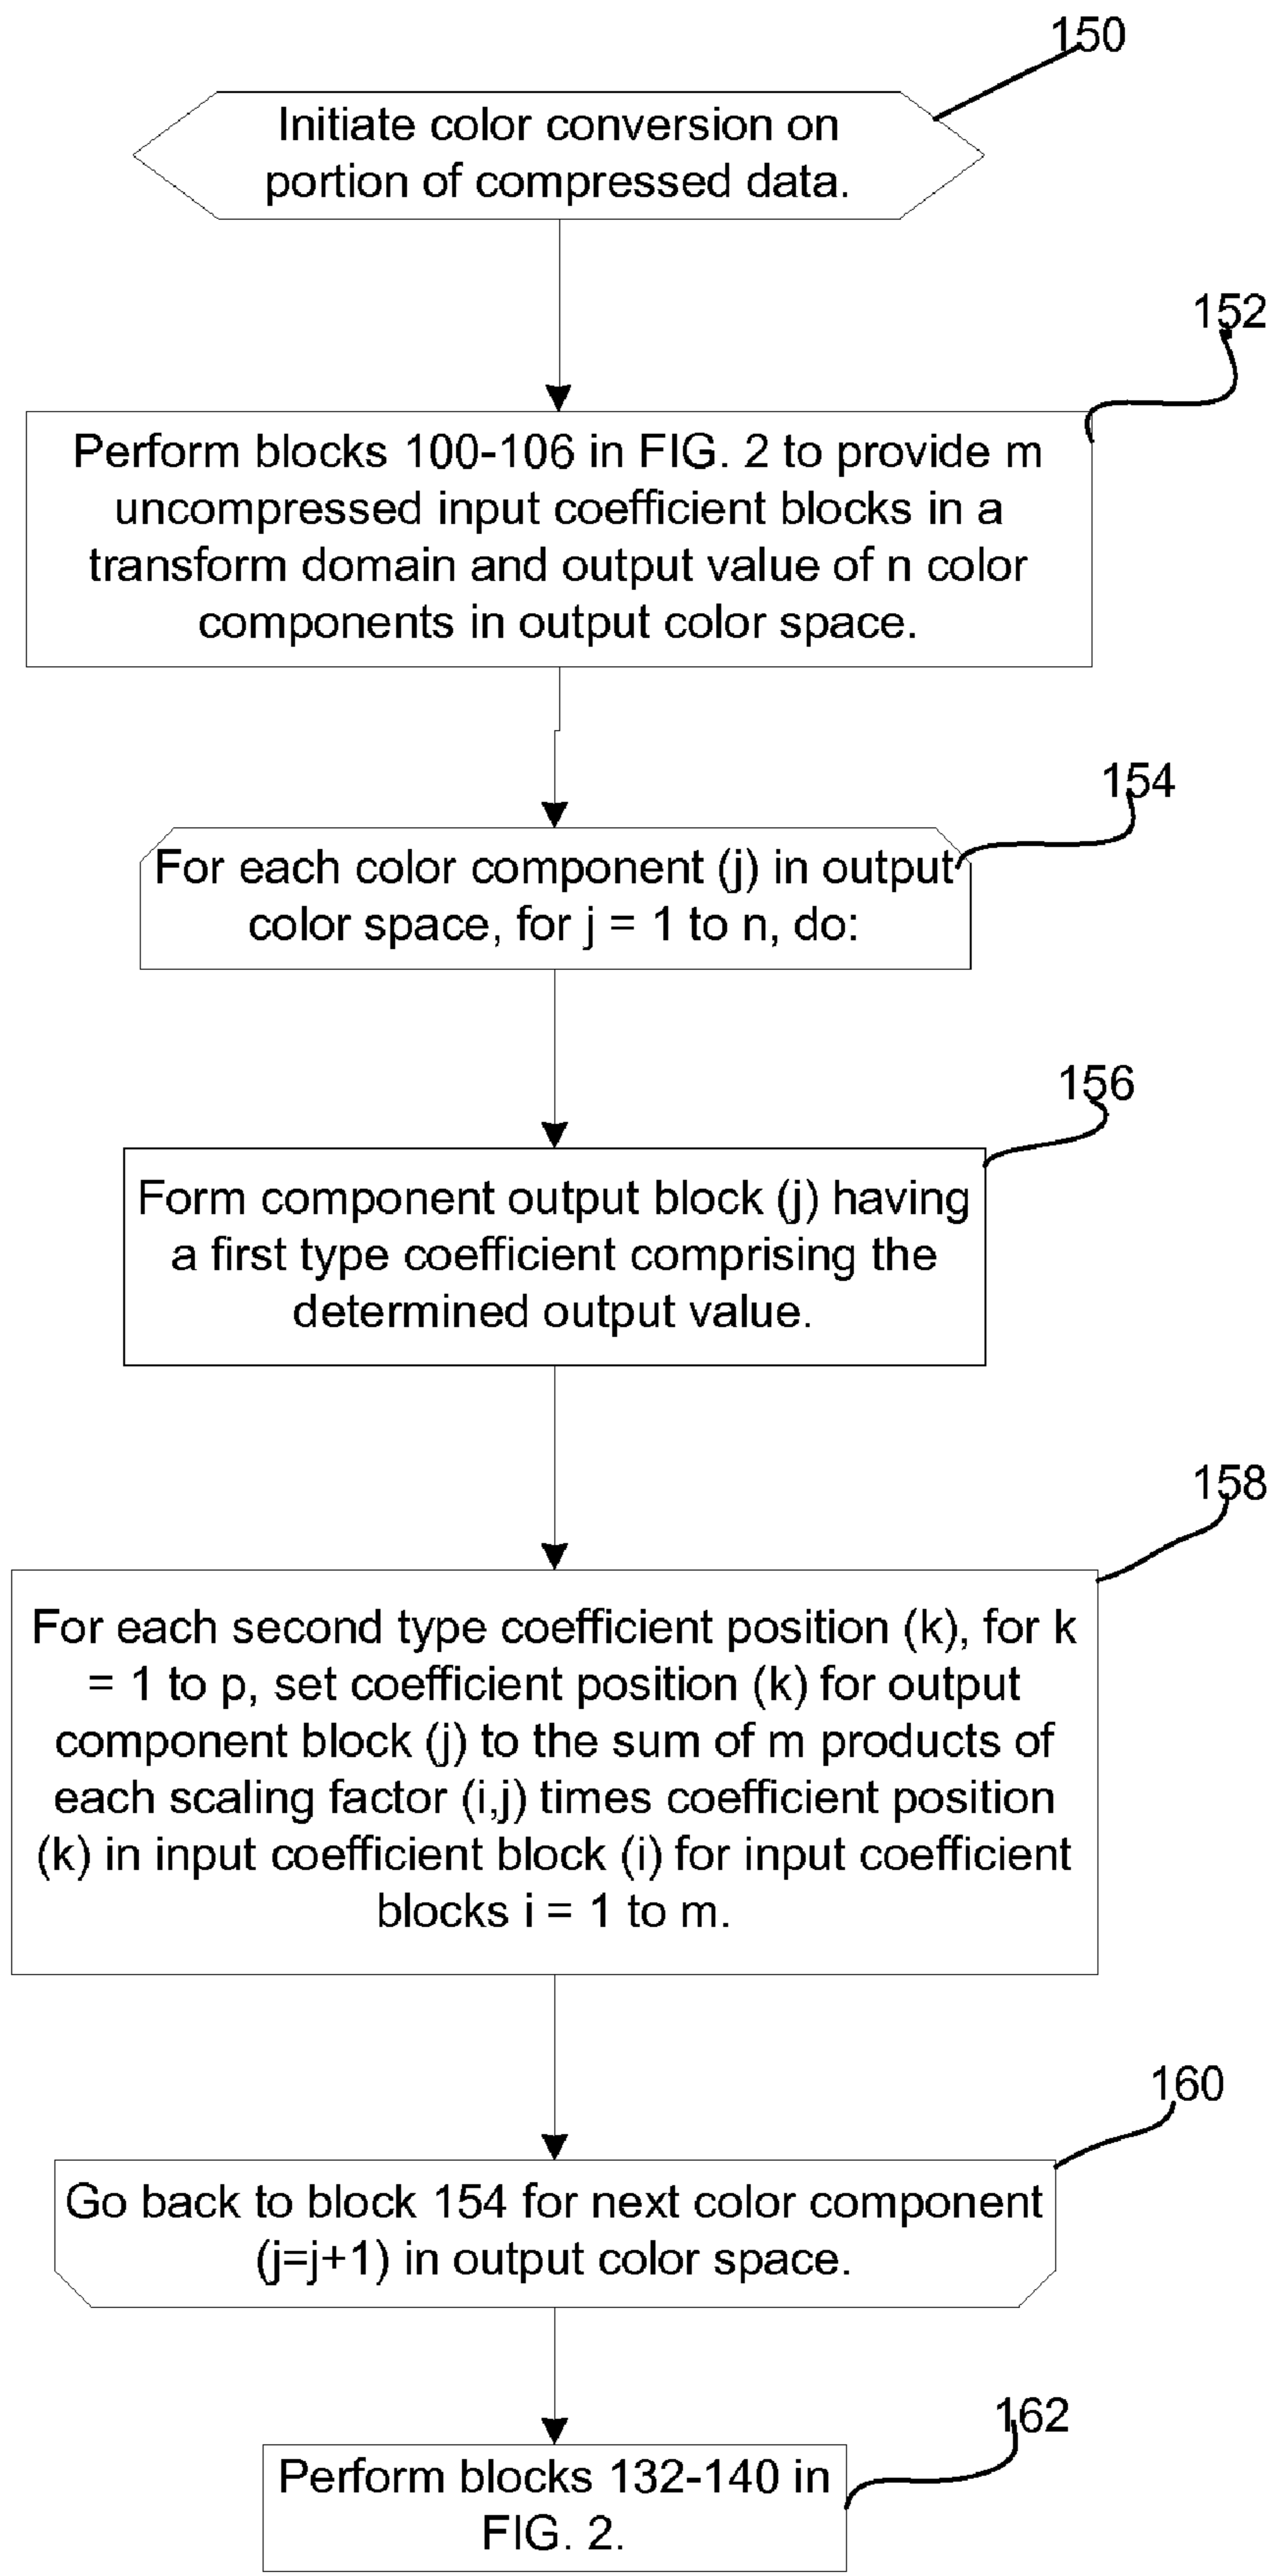 150
Initiate color conversion on
portion of compressed data.
152
Perform blocks 100-106 in FIG. 2 to provide m
uncompressed input coefficient blocks in a
transform domain and output value of n color
components in output color space.
154
For each color component (j) in output
color space, for j = 1 to n, do:
156
Form component output block (j) having
a first type coefficient comprising the
determined output value.
158
For each second type coefficient position (k), for k
= 1 to p, set coefficient position (k) for output
component block (j) to the sum of m products of
each scaling factor (i,j) times coefficient position
(k) in input coefficient block (i) for input coefficient
blocks i = 1 to m.
160
Go back to block 154 for next color component
(j=j+1) in output color space.
162
Perform blocks 132-140 in
FIG. 2.